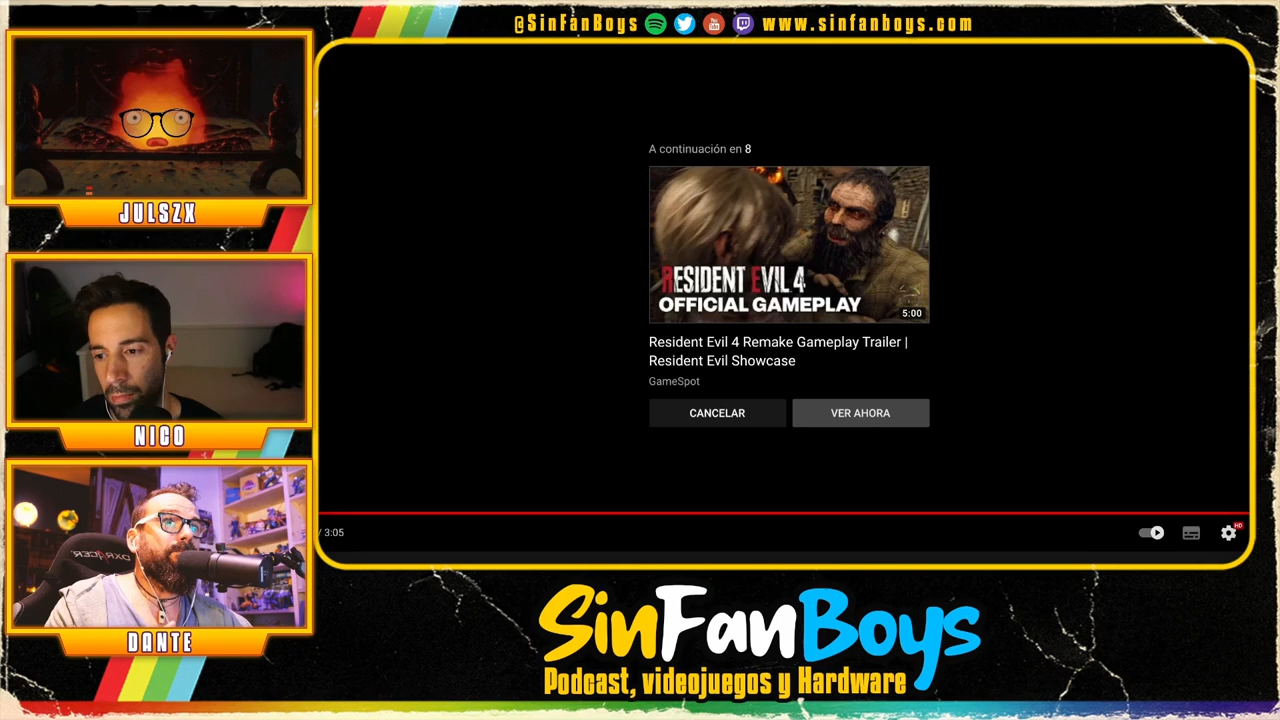 @SinFanBoys
www.sinfanboys.com
JULSZX
NICO
DANTE
A continuación en 8
RESIDENT EVIL 4
OFFICIAL GAMEPLAY
5:00
Resident Evil 4 Remake Gameplay Trailer |
Resident Evil Showcase
GameSpot
CANCELAR
VER AHORA
/ 3:05
HD
SinFanBoys
Podcast, videojuegos y Hardware